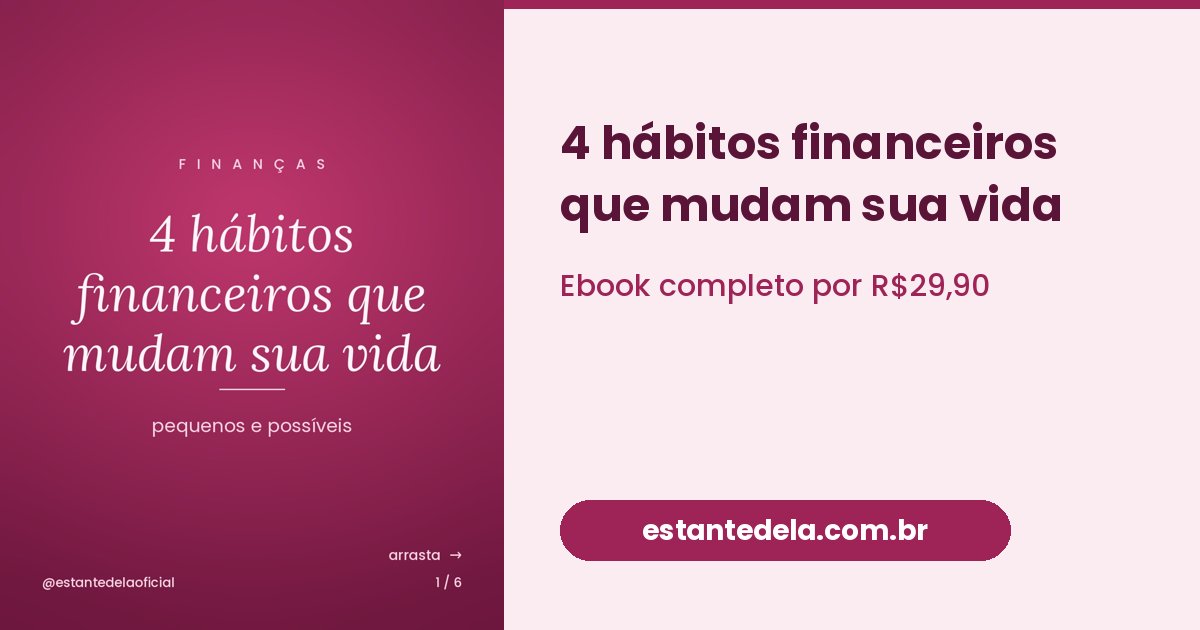 FINANÇAS
4 hábitos
financeiros que
mudam sua vida
pequenos e possíveis
arrasta →
@estantedelaoficial
1 / 6
4 hábitos financeiros
que mudam sua vida
Ebook completo por R$29,90
estantedela.com.br